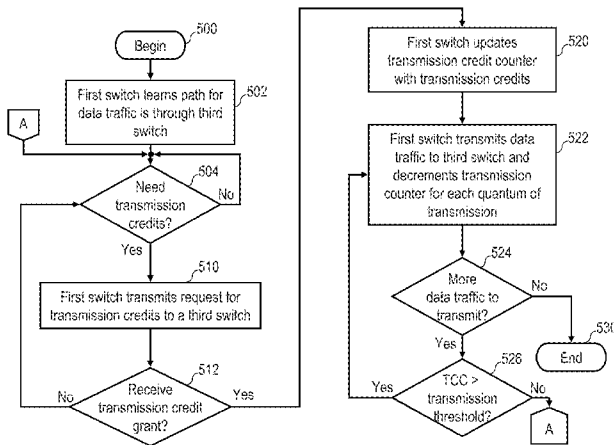 Begin
500
First switch learns path for
data traffic is through third
switch
502
A
Need
transmission
credits?
504
No
Yes
510
First switch transmits request for
transmission credits to a third switch
512
No
Receive
transmission credit
grant?
Yes
First switch updates
transmission credit counter
with transmission credits
520
First switch transmits data
traffic to third switch and
decrements transmission
counter for each quantum of
transmission
522
524
More
data traffic to
transmit?
No
Yes
End
530
526
TCC >
transmission
threshold?
Yes
No
A